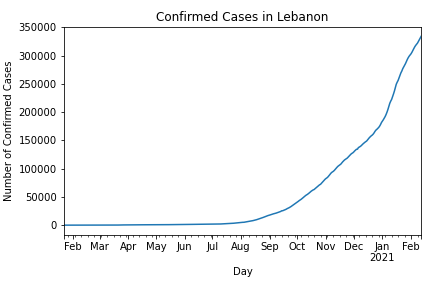 Confirmed Cases in Lebanon
350000
300000
250000
200000
150000
100000
50000
0
Number of Confirmed Cases
Feb Mar Apr May Jun Jul Aug Sep Oct Nov Dec Jan Feb
2021
Day